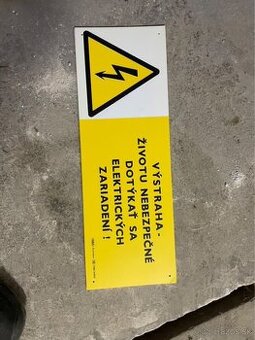 VÝSTRAHA-
ŽIVOTU NEBEZPEČNÉ
DOTÝKAŤ SA
ELEKTRICKÝCH
ZARIADENÍ !